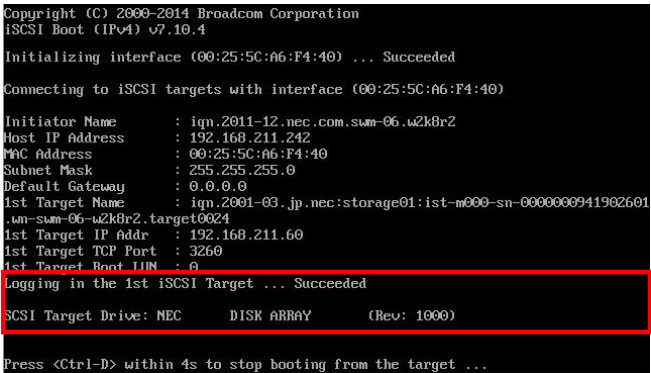 Copyright (C) 2000-2014 Broadcom Corporation
iSCSI Boot (IPv4) v7.10.4
Initializing interface (00:25:5C:A6:F4:40) ... Succeeded
Connecting to iSCSI targets with interface (00:25:5C:A6:F4:40)
Initiator Name : iqn.2011-12.nec.com.swm-06.w2k8r2
Host IP Address : 192.168.211.242
MAC Address : 00:25:5C:A6:F4:40
Subnet Mask : 255.255.255.0
Default Gateway : 0.0.0.0
1st Target Name : iqn.2001-03.jp.nec:storage01:ist-m000-sn-0000000941902601
.wn-swm-06-w2k8r2.target0024
1st Target IP Addr : 192.168.211.60
1st Target TCP Port : 3260
1st Target Boot LUN : 0
Logging in the 1st iSCSI Target ... Succeeded
SCSI Target Drive: NEC DISK ARRAY (Rev: 1000)
Press <Ctrl-D> within 4s to stop booting from the target ...